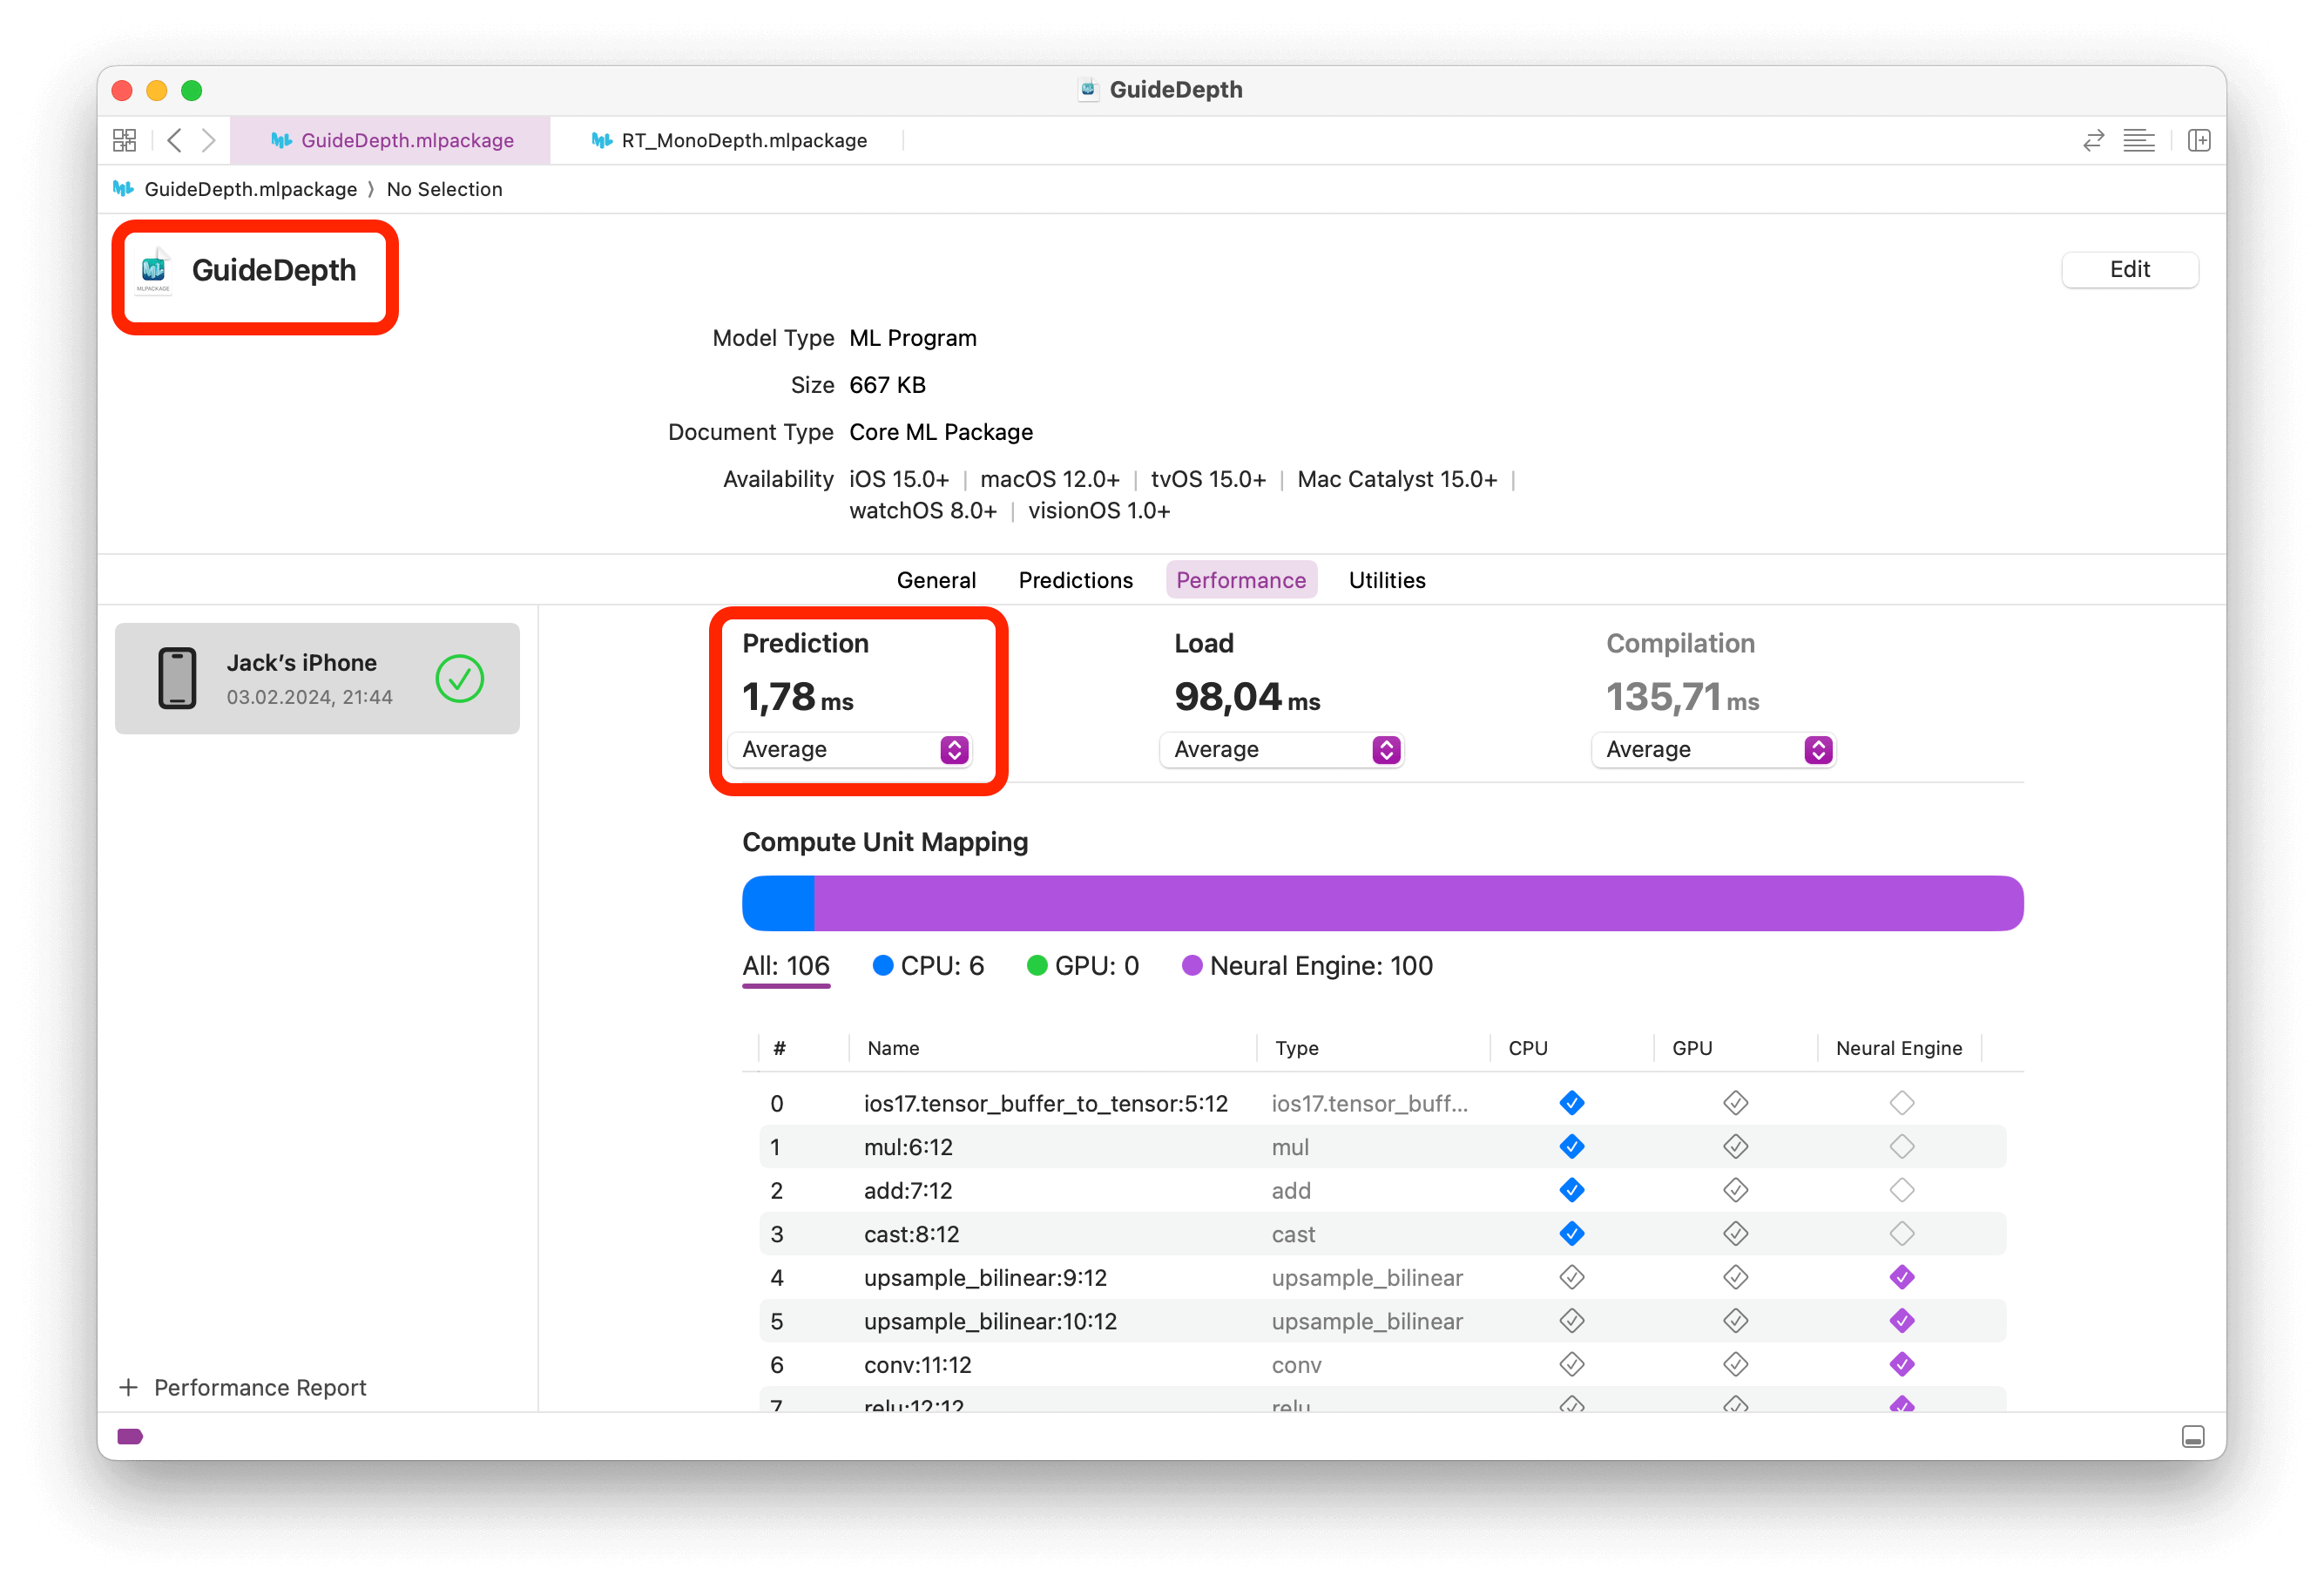 GuideDepth
GuideDepth.mlpackage
RT_MonoDepth.mlpackage
GuideDepth.mlpackage ⟩ No Selection
MLPACKAGE
GuideDepth
Edit
Model Type ML Program
Size 667 KB
Document Type Core ML Package
Availability iOS 15.0+ | macOS 12.0+ | tvOS 15.0+ | Mac Catalyst 15.0+ |
watchOS 8.0+ | visionOS 1.0+
General Predictions Performance Utilities
Jack’s iPhone
03.02.2024, 21:44
Prediction
1,78 ms
Average
Load
98,04 ms
Average
Compilation
135,71 ms
Average
Compute Unit Mapping
All: 106 CPU: 6 GPU: 0 Neural Engine: 100
# Name Type CPU GPU Neural Engine
0 ios17.tensor_buffer_to_tensor:5:12 ios17.tensor_buff...
1 mul:6:12 mul
2 add:7:12 add
3 cast:8:12 cast
4 upsample_bilinear:9:12 upsample_bilinear
5 upsample_bilinear:10:12 upsample_bilinear
6 conv:11:12 conv
7 relu:12:12 relu
+ Performance Report